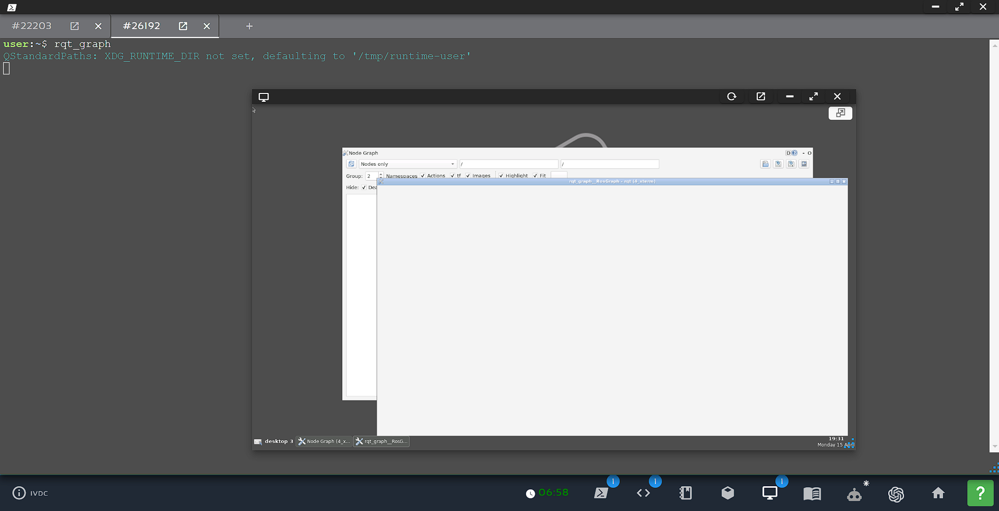 #22203
#26192
user:~$ rqt_graph
QStandardPaths: XDG_RUNTIME_DIR not set, defaulting to '/tmp/runtime-user'
Node Graph
D
- O
Nodes only
/
/
Group: 2 Namespaces Actions tf Images Highlight Fit
Hide: Dea
rqt_graph__RosGraph - rqt (4_xterm)
desktop 3
Node Graph (4_x...
rqt_graph__RosG...
19:31
Monday 15 April
IVDC
06:58
1
1
1
?